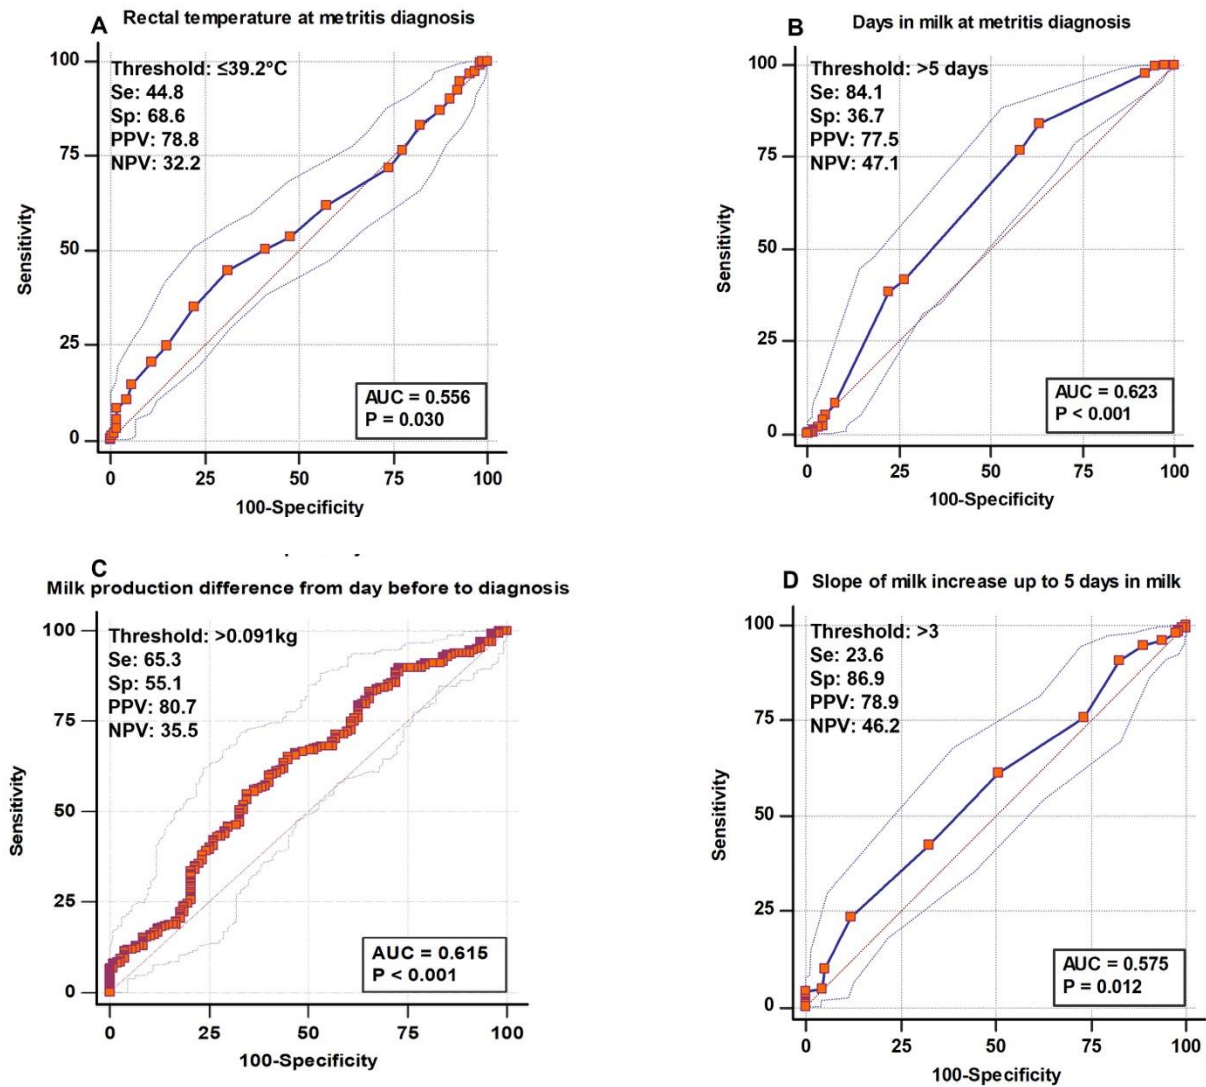 A Rectal temperature at metritis diagnosis
Threshold: ≤39.2°C
Se: 44.8
Sp: 68.6
PPV: 78.8
NPV: 32.2
100
75
50
25
0
Sensitivity
AUC = 0.556
P = 0.030
0 25 50 75 100
100-Specificity
B Days in milk at metritis diagnosis
Threshold: >5 days
Se: 84.1
Sp: 36.7
PPV: 77.5
NPV: 47.1
100
75
50
25
0
Sensitivity
AUC = 0.623
P < 0.001
0 25 50 75 100
100-Specificity
C
Milk production difference from day before to diagnosis
Threshold: >0.091kg
Se: 65.3
Sp: 55.1
PPV: 80.7
NPV: 35.5
100
75
50
25
0
Sensitivity
AUC = 0.615
P < 0.001
0 25 50 75 100
100-Specificity
D Slope of milk increase up to 5 days in milk
Threshold: >3
Se: 23.6
Sp: 86.9
PPV: 78.9
NPV: 46.2
100
75
50
25
0
Sensitivity
AUC = 0.575
P = 0.012
0 25 50 75 100
100-Specificity